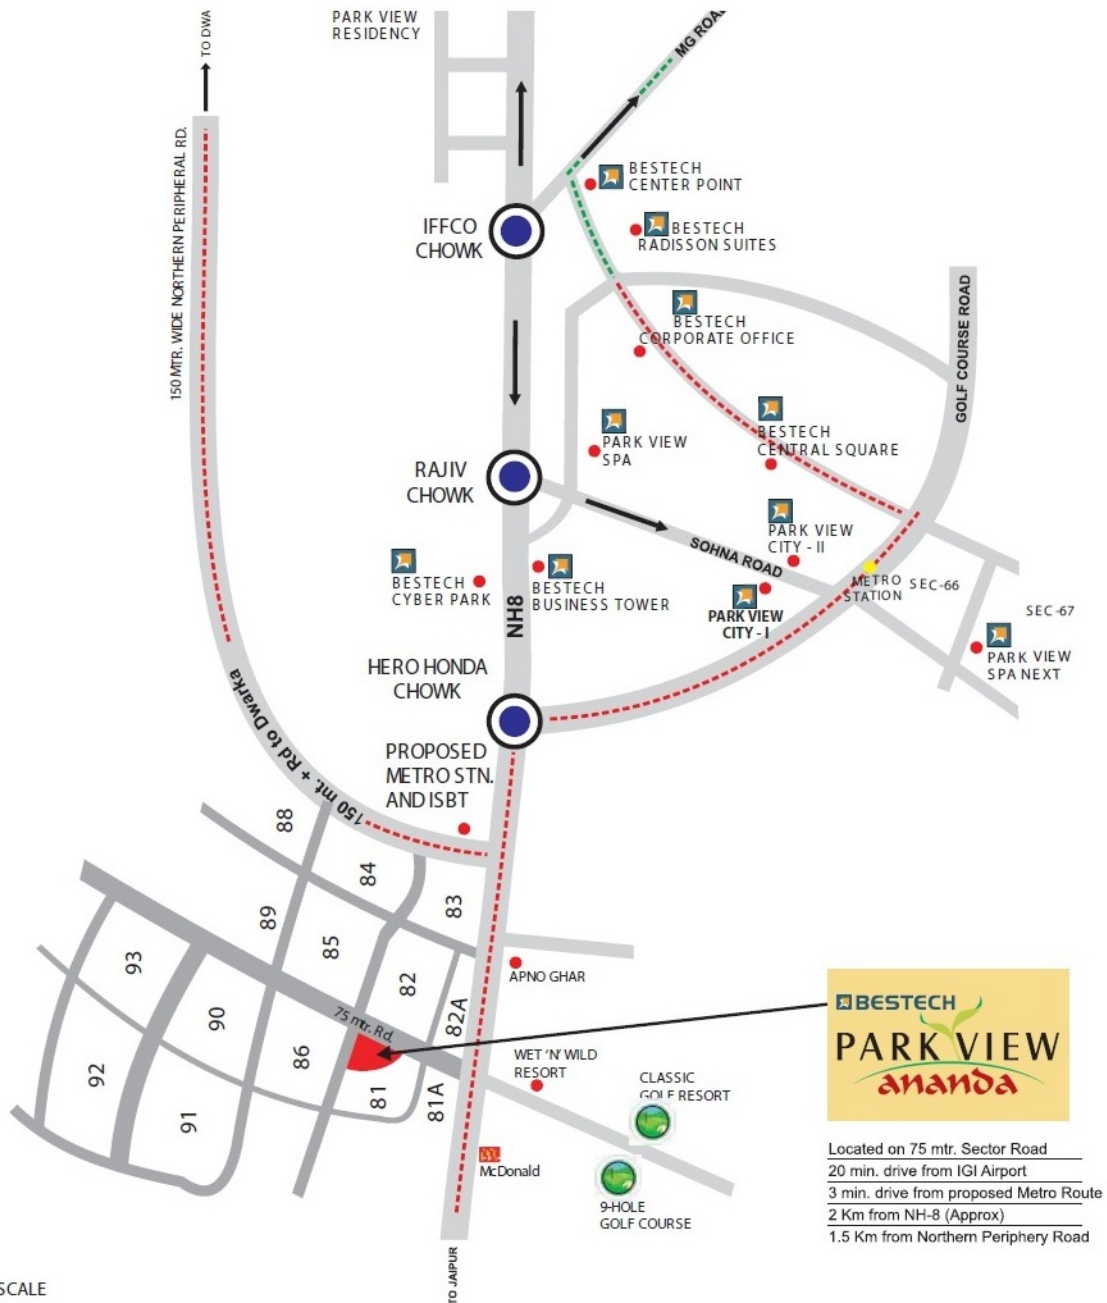 PARK VIEW
RESIDENCY
TO DWA
MG ROAD
150 MTR. WIDE NORTHERN PERIPHERAL RD.
BESTECH
CENTER POINT
IFFCO
CHOWK
BESTECH
RADISSON SUITES
BESTECH
CORPORATE OFFICE
GOLF COURSE ROAD
BESTECH
CENTRAL SQUARE
PARK VIEW
SPA
RAJIV
CHOWK
PARK VIEW
CITY - II
SOHNA ROAD
BESTECH
CYBER PARK
BESTECH
BUSINESS TOWER
METRO
STATION
SEC-66
SEC-67
PARK VIEW
CITY - I
NH8
PARK VIEW
SPA NEXT
HERO HONDA
CHOWK
150 mt. + Rd to Dwarka
PROPOSED
METRO STN.
AND ISBT
88
84
83
89
85
82
93
90
82A
APNO GHAR
75 mtr. Rd.
86
92
91
81
81A
WET 'N' WILD
RESORT
CLASSIC
GOLF RESORT
McDonald
9-HOLE
GOLF COURSE
TO JAIPUR
BESTECH
PARK VIEW
ananda
Located on 75 mtr. Sector Road
20 min. drive from IGI Airport
3 min. drive from proposed Metro Route
2 Km from NH-8 (Approx)
1.5 Km from Northern Periphery Road
SCALE